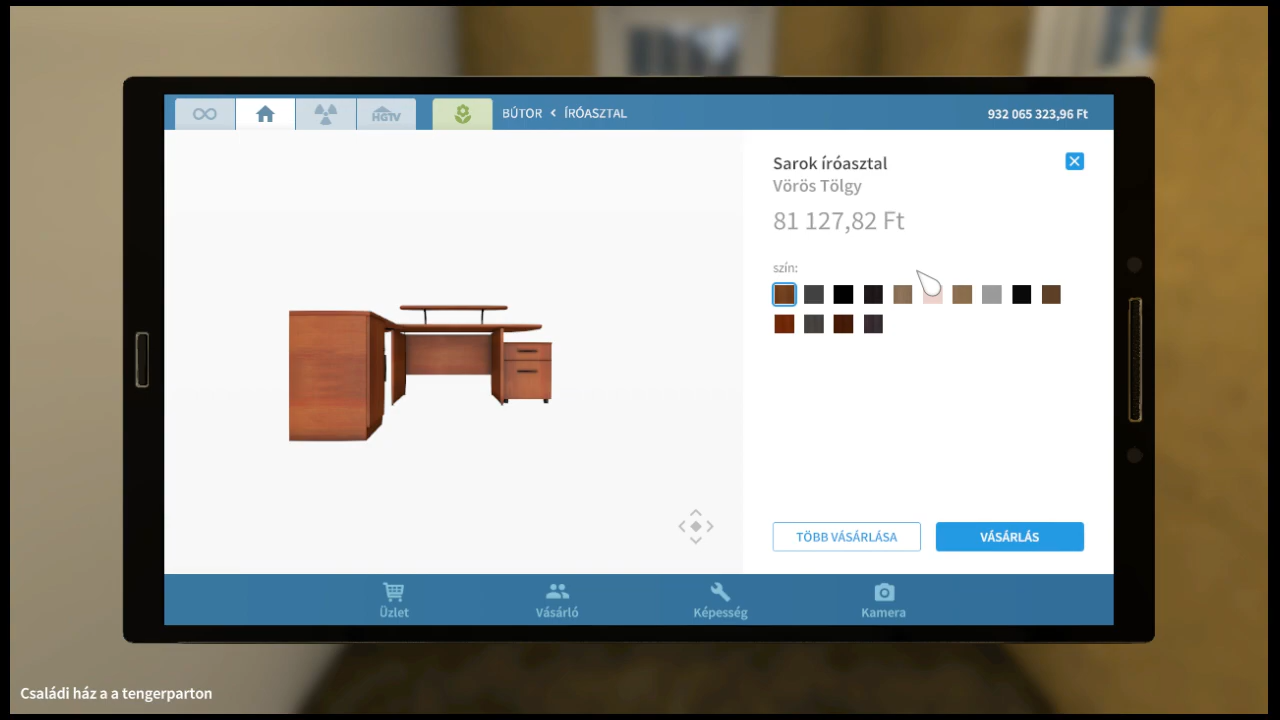 HGTV
BÚTOR < ÍRÓASZTAL
932 065 323,96 Ft
Sarok íróasztal
Vörös Tölgy
81 127,82 Ft
szín:
TÖBB VÁSÁRLÁSA
VÁSÁRLÁS
Üzlet
Vásárló
Képesség
Kamera
Családi ház a a tengerparton